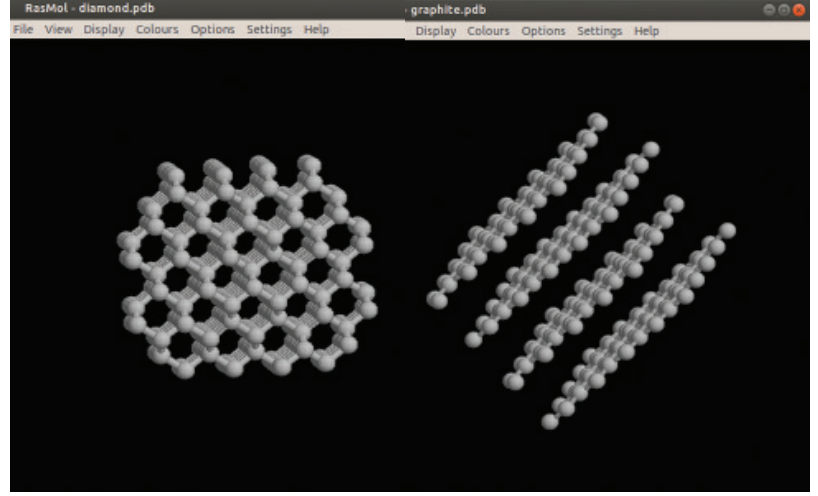 RasMol - diamond.pdb
File View Display Colours Options Settings Help
- graphite.pdb
Display Colours Options Settings Help